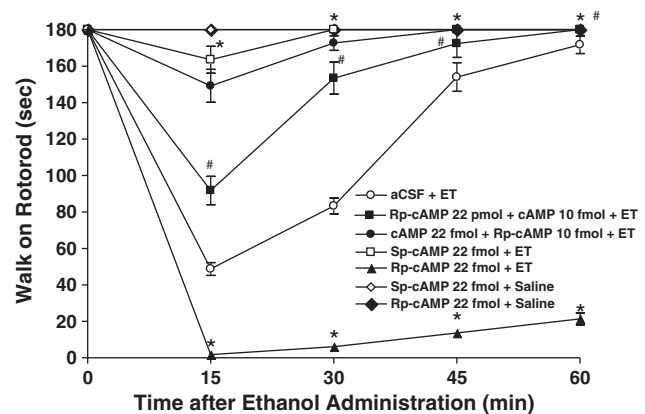 Walk on Rotorod (sec)
180
160
140
120
100
80
60
40
20
0
* * * #
*
#
#
#
aCSF + ET
Rp-cAMP 22 pmol + cAMP 10 fmol + ET
cAMP 22 fmol + Rp-cAMP 10 fmol + ET
Sp-cAMP 22 fmol + ET
Rp-cAMP 22 fmol + ET
Sp-cAMP 22 fmol + Saline
Rp-cAMP 22 fmol + Saline
* * * *
0 15 30 45 60
Time after Ethanol Administration (min)